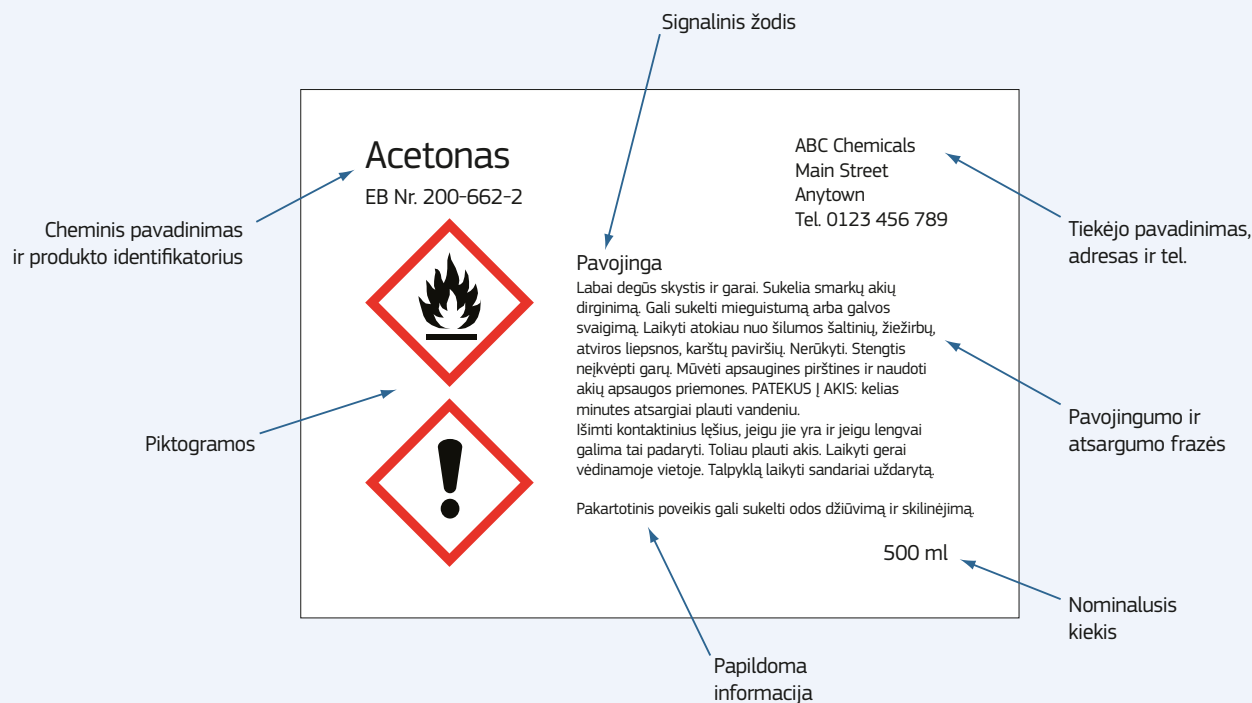 Signalinis žodis
Acetonas
EB Nr. 200-662-2
ABC Chemicals
Main Street
Anytown
Tel. 0123 456 789
Cheminis pavadinimas
ir produkto identifikatorius
Tiekėjo pavadinimas,
adresas ir tel.
Pavojinga
Labai degūs skystis ir garai. Sukelia smarkų akių
dirginimą. Gali sukelti mieguistumą arba galvos
svaigimą. Laikyti atokiau nuo šilumos šaltinių, žiežirbų,
atviros liepsnos, karštų paviršių. Nerūkyti. Stengtis
neįkvėpti garų. Mūvėti apsaugines pirštines ir naudoti
akių apsaugos priemones. PATEKUS Į AKIS: kelias
minutes atsargiai plauti vandeniu.
Išimti kontaktinius lęšius, jeigu jie yra ir jeigu lengvai
galima tai padaryti. Toliau plauti akis. Laikyti gerai
vėdinamoje vietoje. Talpyklą laikyti sandariai uždarytą.
Piktogramos
Pavojingumo ir
atsargumo frazės
Pakartotinis poveikis gali sukelti odos džiūvimą ir skilinėjimą.
500 ml
Nominalusis
kiekis
Papildoma
informacija